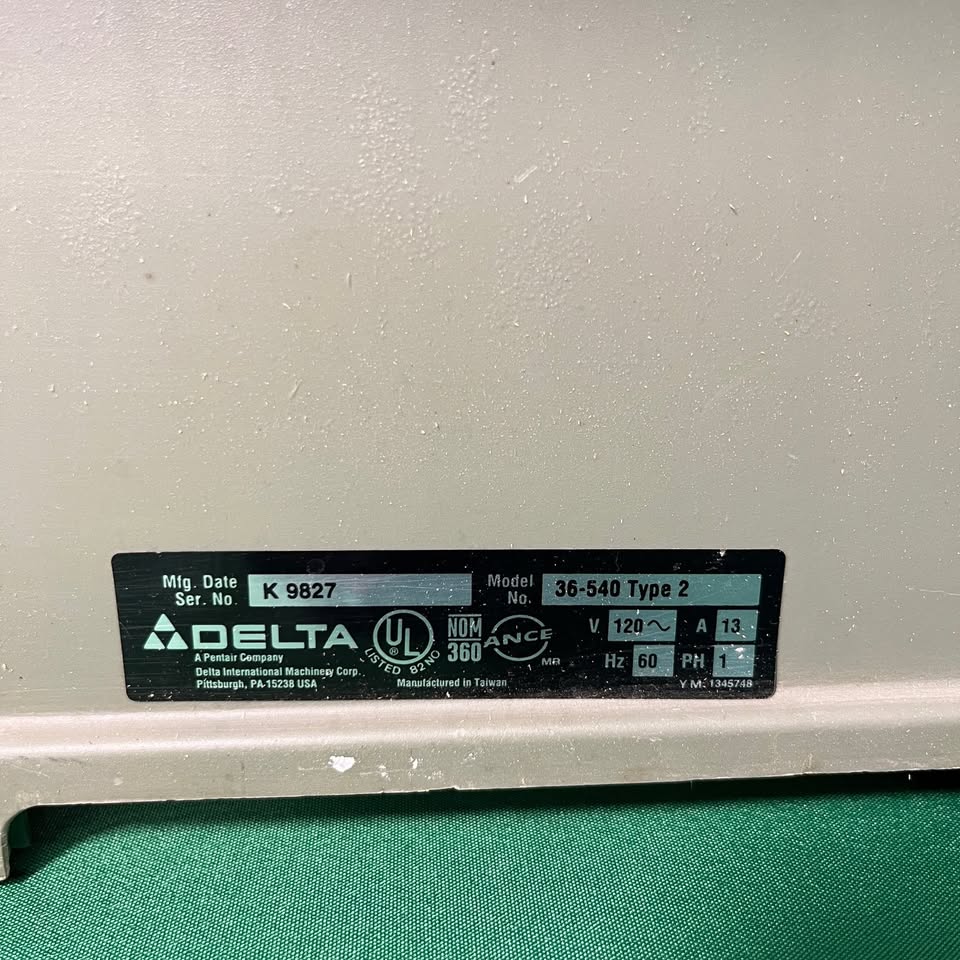 Mfg. Date
Ser. No.
K 9827
Model
No.
36-540 Type 2
DELTA
A Pentair Company
Delta International Machinery Corp.
Pittsburgh, PA-15238 USA
UL
®
LISTED 82N0
NOM
360
ANCE
MR
Manufactured in Taiwan
V 120~ A 13
Hz 60 PH 1
Y M: 1345748